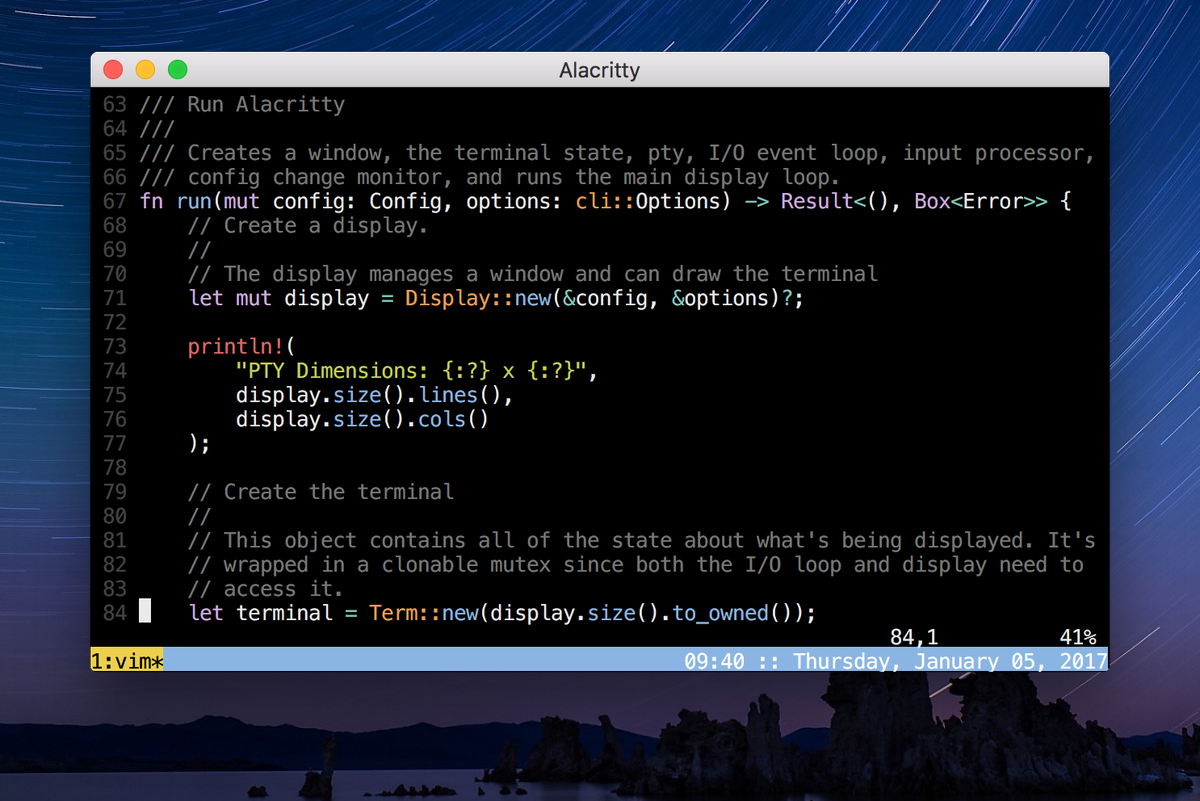 Alacritty
63 /// Run Alacritty
64 ///
65 /// Creates a window, the terminal state, pty, I/O event loop, input processor,
66 /// config change monitor, and runs the main display loop.
67 fn run(mut config: Config, options: cli::Options) -> Result<(), Box<Error>> {
68     // Create a display.
69     //
70     // The display manages a window and can draw the terminal
71     let mut display = Display::new(&config, &options)?;
72
73     println!(
74         "PTY Dimensions: {:?} x {:?}",
75         display.size().lines(),
76         display.size().cols()
77     );
78
79     // Create the terminal
80     //
81     // This object contains all of the state about what's being displayed. It's
82     // wrapped in a clonable mutex since both the I/O loop and display need to
83     // access it.
84     let terminal = Term::new(display.size().to_owned());
84,1 41%
1:vim* 09:40 :: Thursday, January 05, 2017